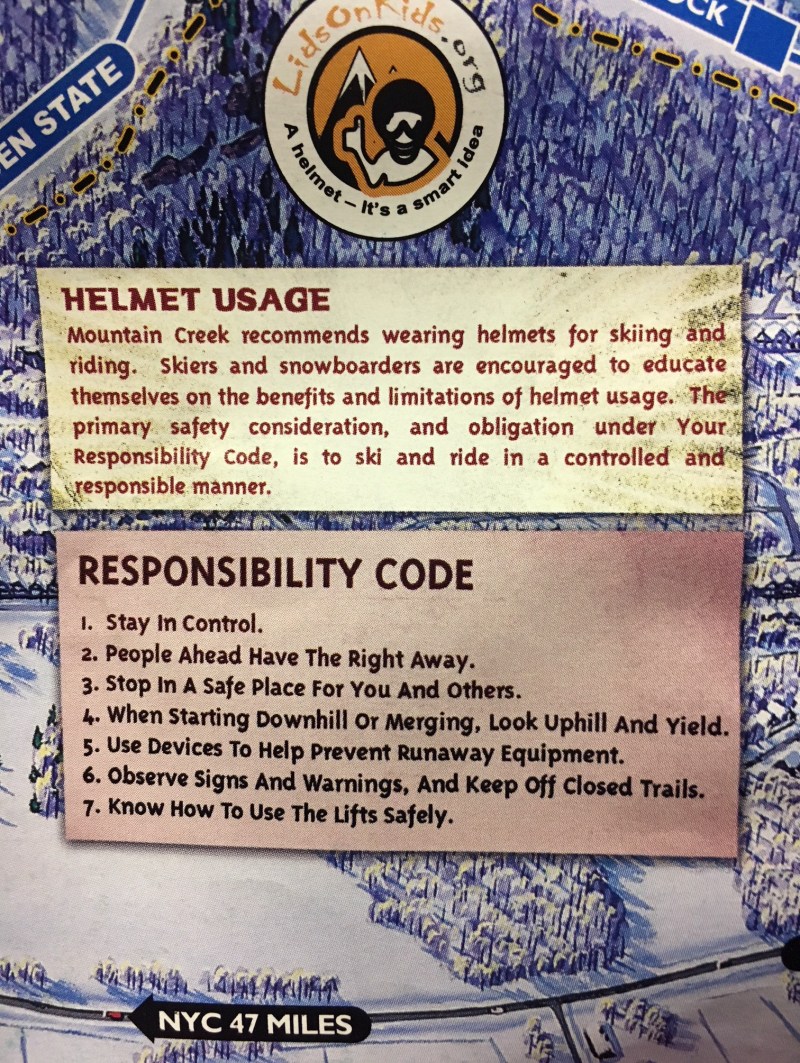 LidsOnKids.org
A helmet – It's a smart idea
EN STATE
OCK
HELMET USAGE
Mountain Creek recommends wearing helmets for skiing and
riding. Skiers and snowboarders are encouraged to educate
themselves on the benefits and limitations of helmet usage. The
primary safety consideration, and obligation under Your
Responsibility Code, is to ski and ride in a controlled and
responsible manner.
RESPONSIBILITY CODE
1. Stay In Control.
2. People Ahead Have The Right Away.
3. Stop In A Safe Place For You And Others.
4. When Starting Downhill Or Merging, Look Uphill And Yield.
5. Use Devices To Help Prevent Runaway Equipment.
6. Observe Signs And Warnings, And Keep Off Closed Trails.
7. Know How To Use The Lifts Safely.
NYC 47 MILES